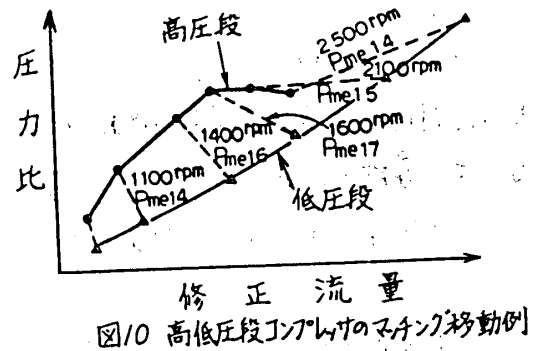 高圧段
圧力比
2500rpm
Pme14
2100rpm
Pme15
1400rpm
Pme16
1600rpm
Pme17
1100rpm
Pme14
低圧段
修正流量
図10 高低圧段コンプレッサのマッチング移動例